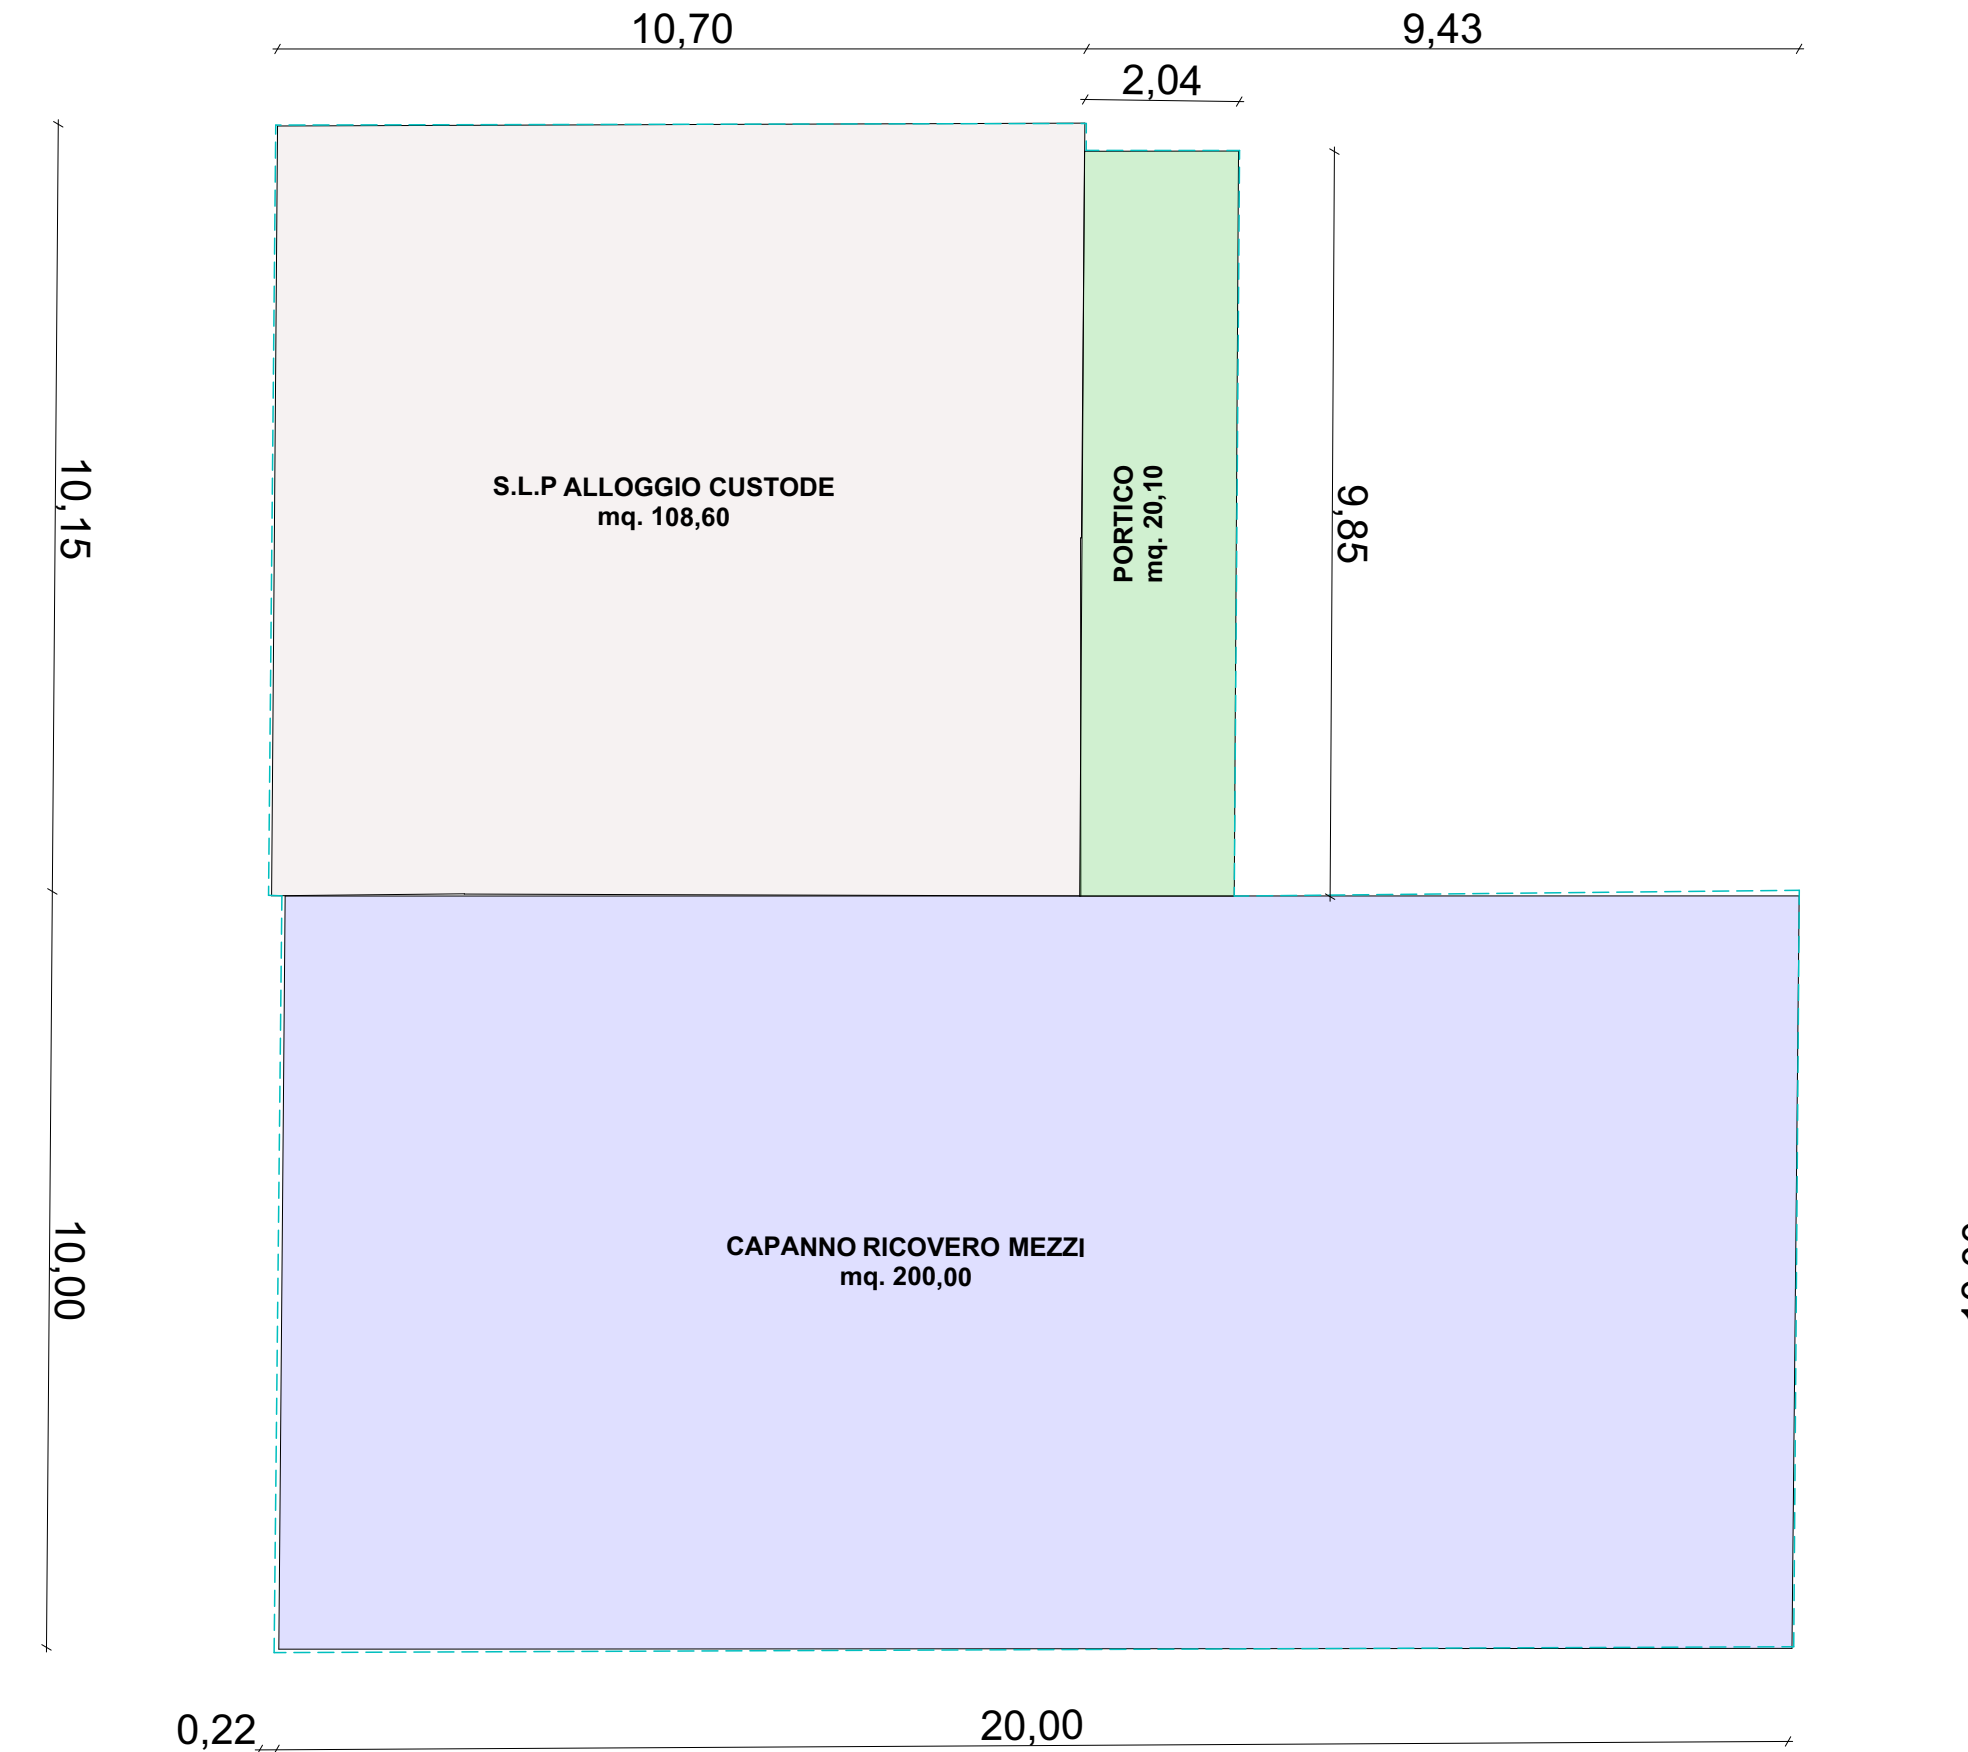 10,70
9,43
2,04
10,15
S.L.P ALLOGGIO CUSTODE
mq. 108,60
PORTICO
mq. 20,10
9,85
10,00
CAPANNO RICOVERO MEZZI
mq. 200,00
0,22
20,00